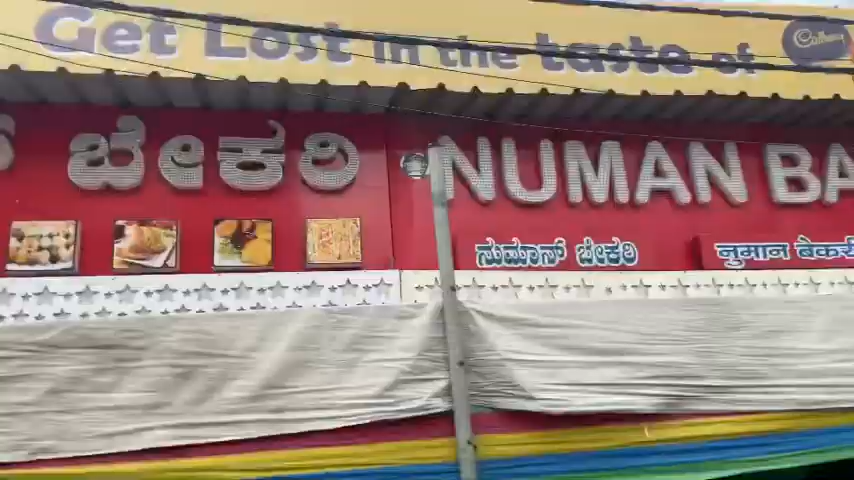 Get Lost in the taste of Cadbury
ಬೇಕರಿ NUMAN BA
ನುಮಾನ್ ಬೇಕರಿ नुमान बेकरी